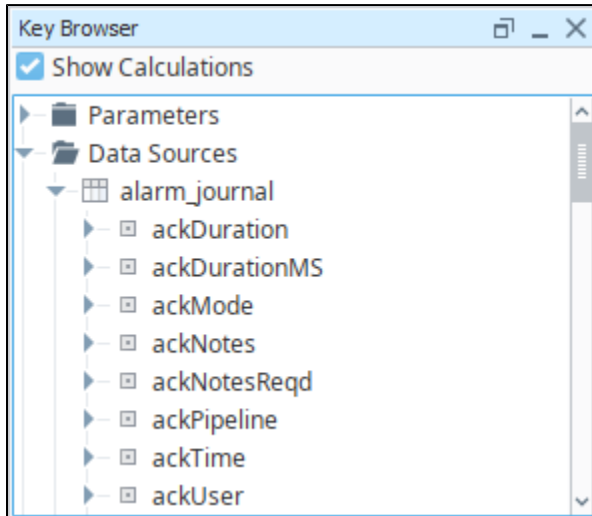 Key Browser
Show Calculations
Parameters
Data Sources
alarm_journal
ackDuration
ackDurationMS
ackMode
ackNotes
ackNotesReqd
ackPipeline
ackTime
ackUser